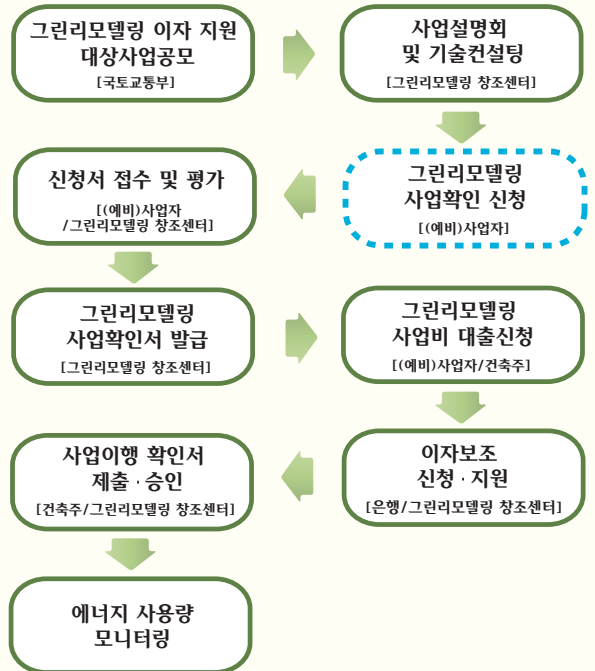 그린리모델링 이자 지원
대상사업공모
[국토교통부]
사업설명회
및 기술컨설팅
[그린리모델링 창조센터]
그린리모델링
사업확인 신청
[(예비)사업자]
신청서 접수 및 평가
[(예비)사업자
/그린리모델링 창조센터]
그린리모델링
사업확인서 발급
[그린리모델링 창조센터]
그린리모델링
사업비 대출신청
[(예비)사업자/건축주]
이자보조
신청·지원
[은행/그린리모델링 창조센터]
사업이행 확인서
제출·승인
[건축주/그린리모델링 창조센터]
에너지 사용량
모니터링